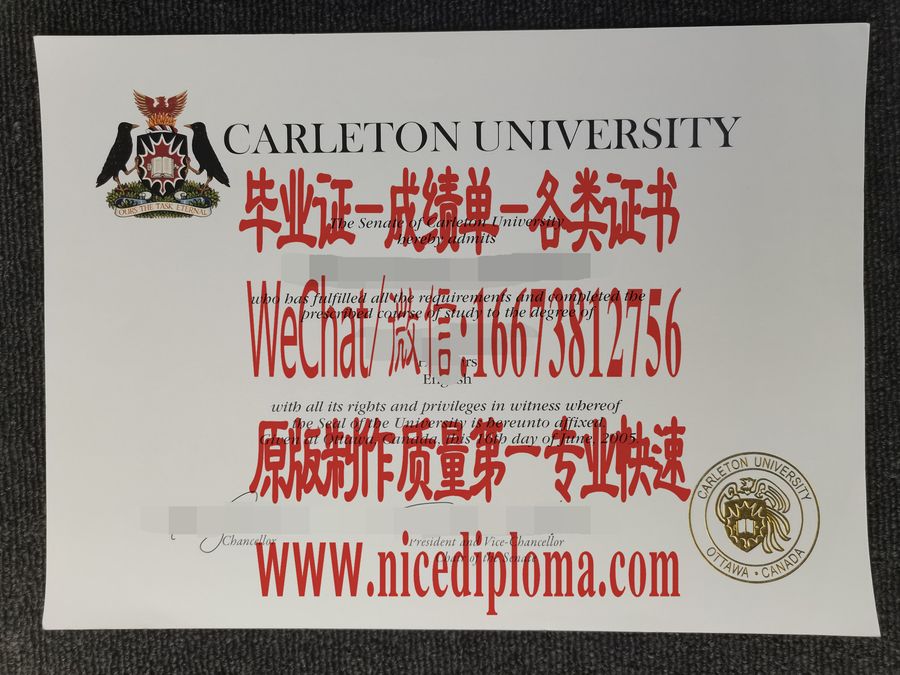 CARLETON UNIVERSITY
OURS THE TASK ETERNAL
毕业证—成绩单—各类证书
The Senate of Carleton University
hereby admits
who has fulfilled all the requirements and completed the
prescribed course of study to the degree of
WeChat/微信:16673812756
English
with all its rights and privileges in witness whereof
the Seal of the University is hereunto affixed.
Given at Ottawa, Canada, this 16th day of June, 2005
原版制作质量第一专业快速
CARLETON UNIVERSITY
OTTAWA • CANADA
Chancellor
President and Vice-Chancellor
Chair of the Senate
www.nicediploma.com